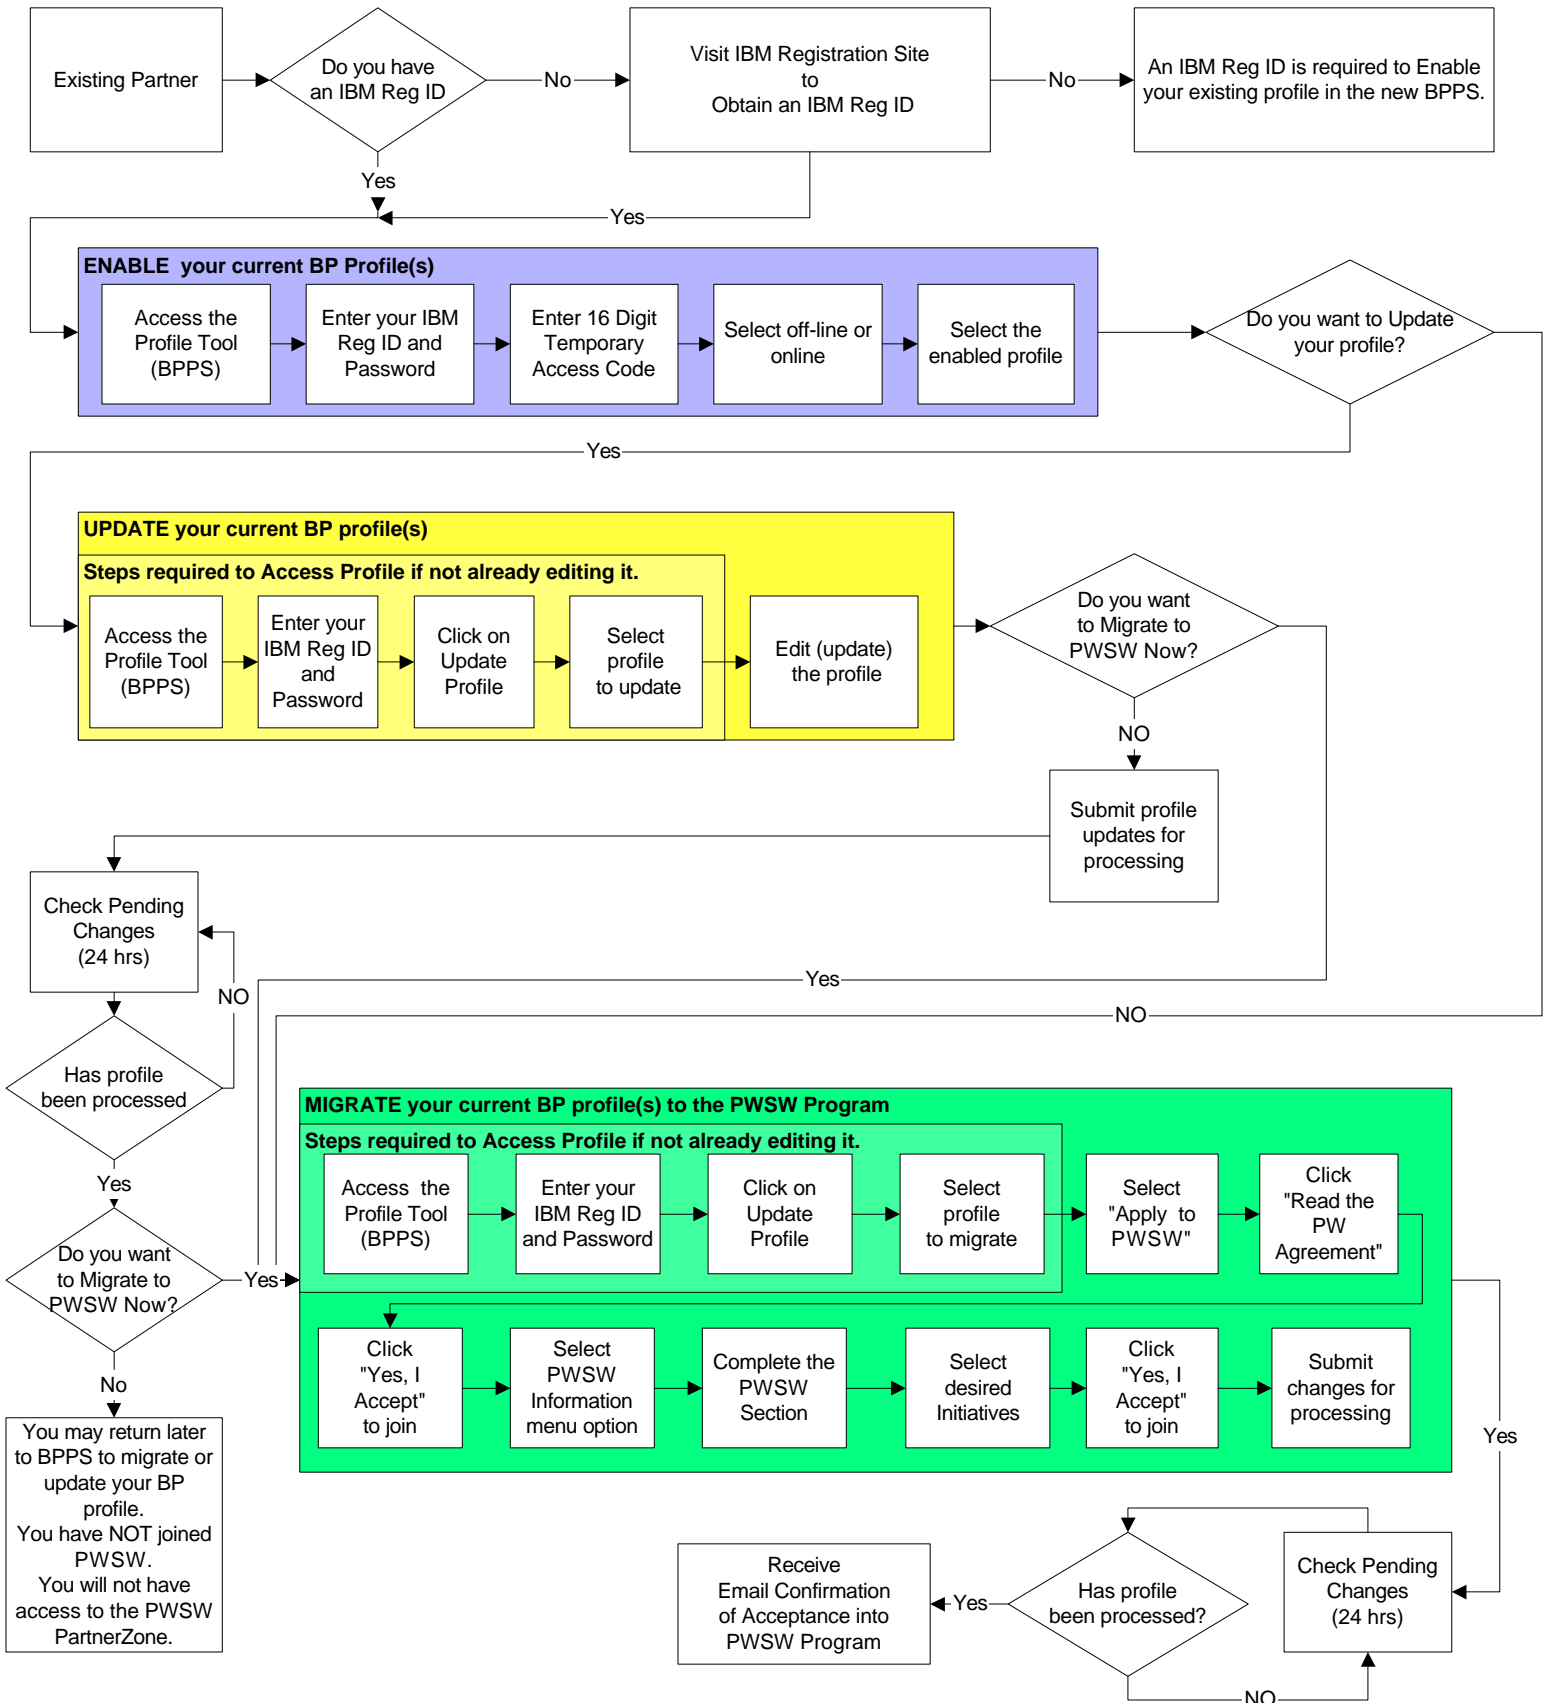 Existing Partner
Do you have
an IBM Reg ID
No
Visit IBM Registration Site
to
Obtain an IBM Reg ID
No
An IBM Reg ID is required to Enable
your existing profile in the new BPPS.
Yes
Yes
ENABLE your current BP Profile(s)
Access the
Profile Tool
(BPPS)
Enter your IBM
Reg ID and
Password
Enter 16 Digit
Temporary
Access Code
Select off-line or
online
Select the
enabled profile
Do you want to Update
your profile?
Yes
UPDATE your current BP profile(s)
Steps required to Access Profile if not already editing it.
Access the
Profile Tool
(BPPS)
Enter your
IBM Reg ID
and
Password
Click on
Update
Profile
Select
profile
to update
Edit (update)
the profile
Do you want
to Migrate to
PWSW Now?
NO
Submit profile
updates for
processing
Check Pending
Changes
(24 hrs)
NO
Yes
NO
Has profile
been processed
Yes
Do you want
to Migrate to
PWSW Now?
Yes
No
You may return later
to BPPS to migrate or
update your BP
profile.
You have NOT joined
PWSW.
You will not have
access to the PWSW
PartnerZone.
MIGRATE your current BP profile(s) to the PWSW Program
Steps required to Access Profile if not already editing it.
Access the
Profile Tool
(BPPS)
Enter your
IBM Reg ID
and Password
Click on
Update
Profile
Select
profile
to migrate
Select
"Apply to
PWSW"
Click
"Read the
PW
Agreement"
Click
"Yes, I
Accept"
to join
Select
PWSW
Information
menu option
Complete the
PWSW
Section
Select
desired
Initiatives
Click
"Yes, I
Accept"
to join
Submit
changes for
processing
Yes
Check Pending
Changes
(24 hrs)
Has profile
been processed?
Yes
Receive
Email Confirmation
of Acceptance into
PWSW Program
NO